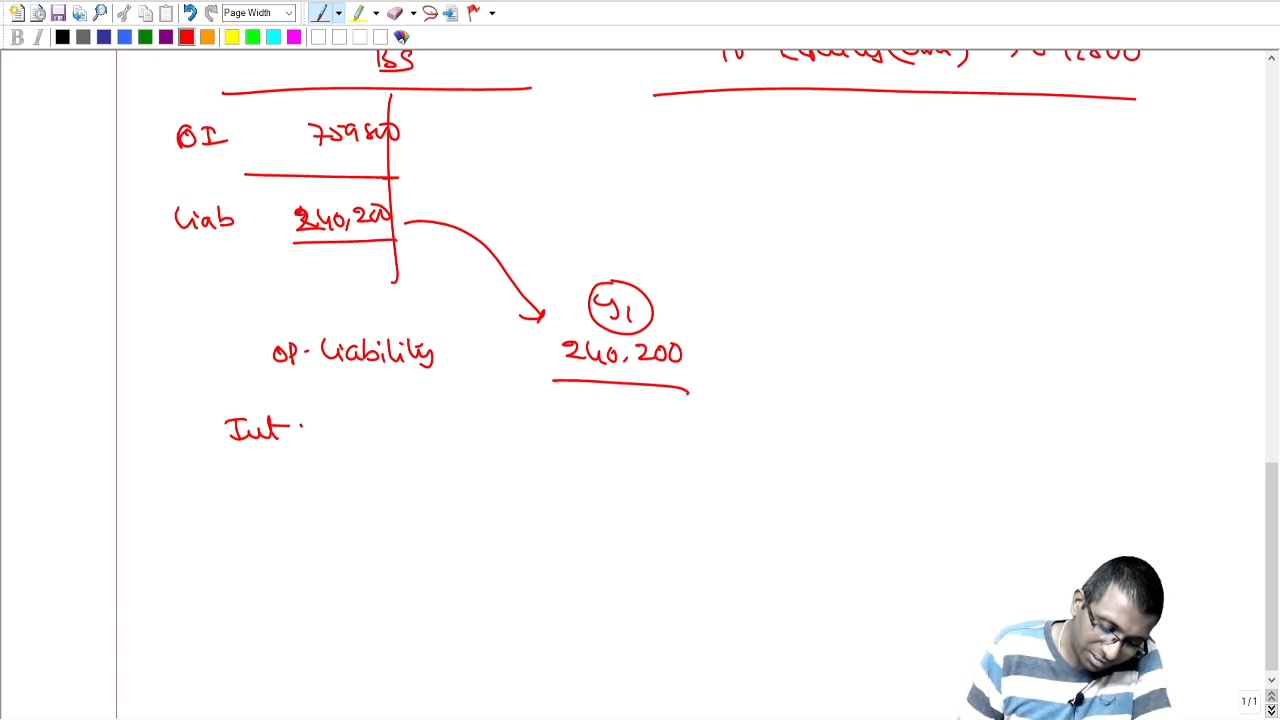 Page Width
B I
BS
OI 759800
Liab 240,200
Y1
OP. Liability 240,200
Int.
1/1